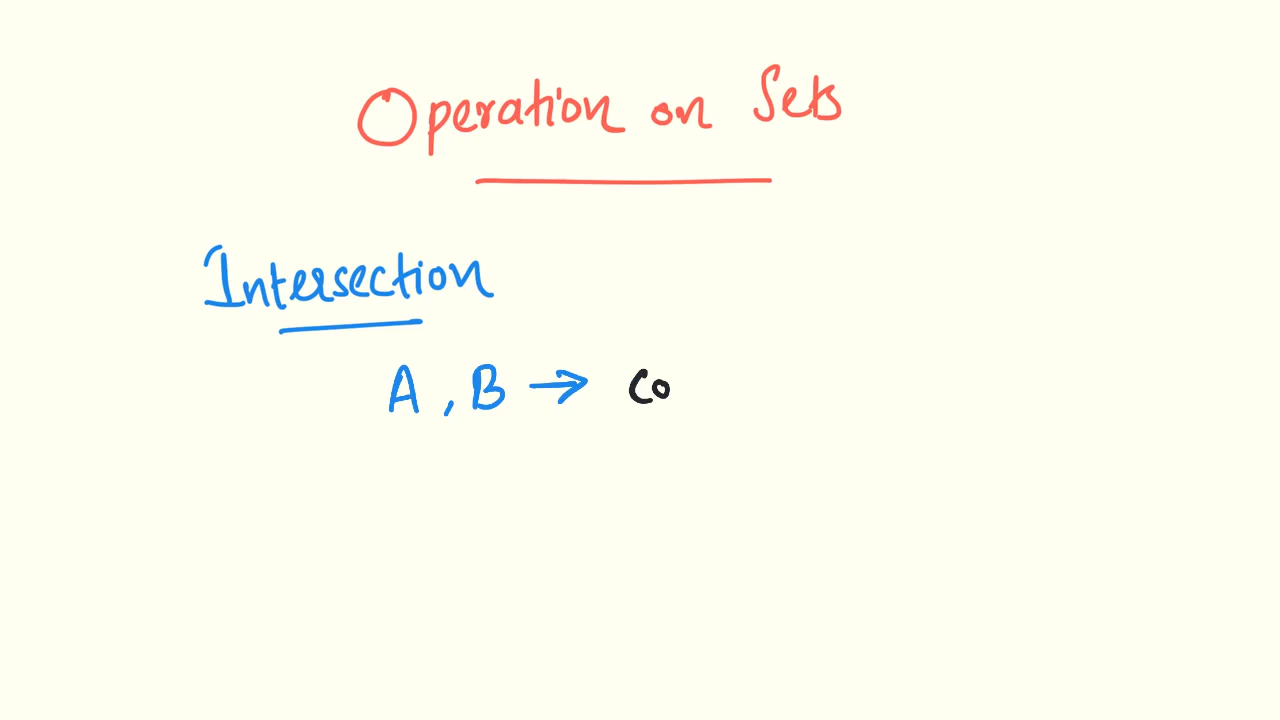 Operation on Sets
Intersection
A , B → Co